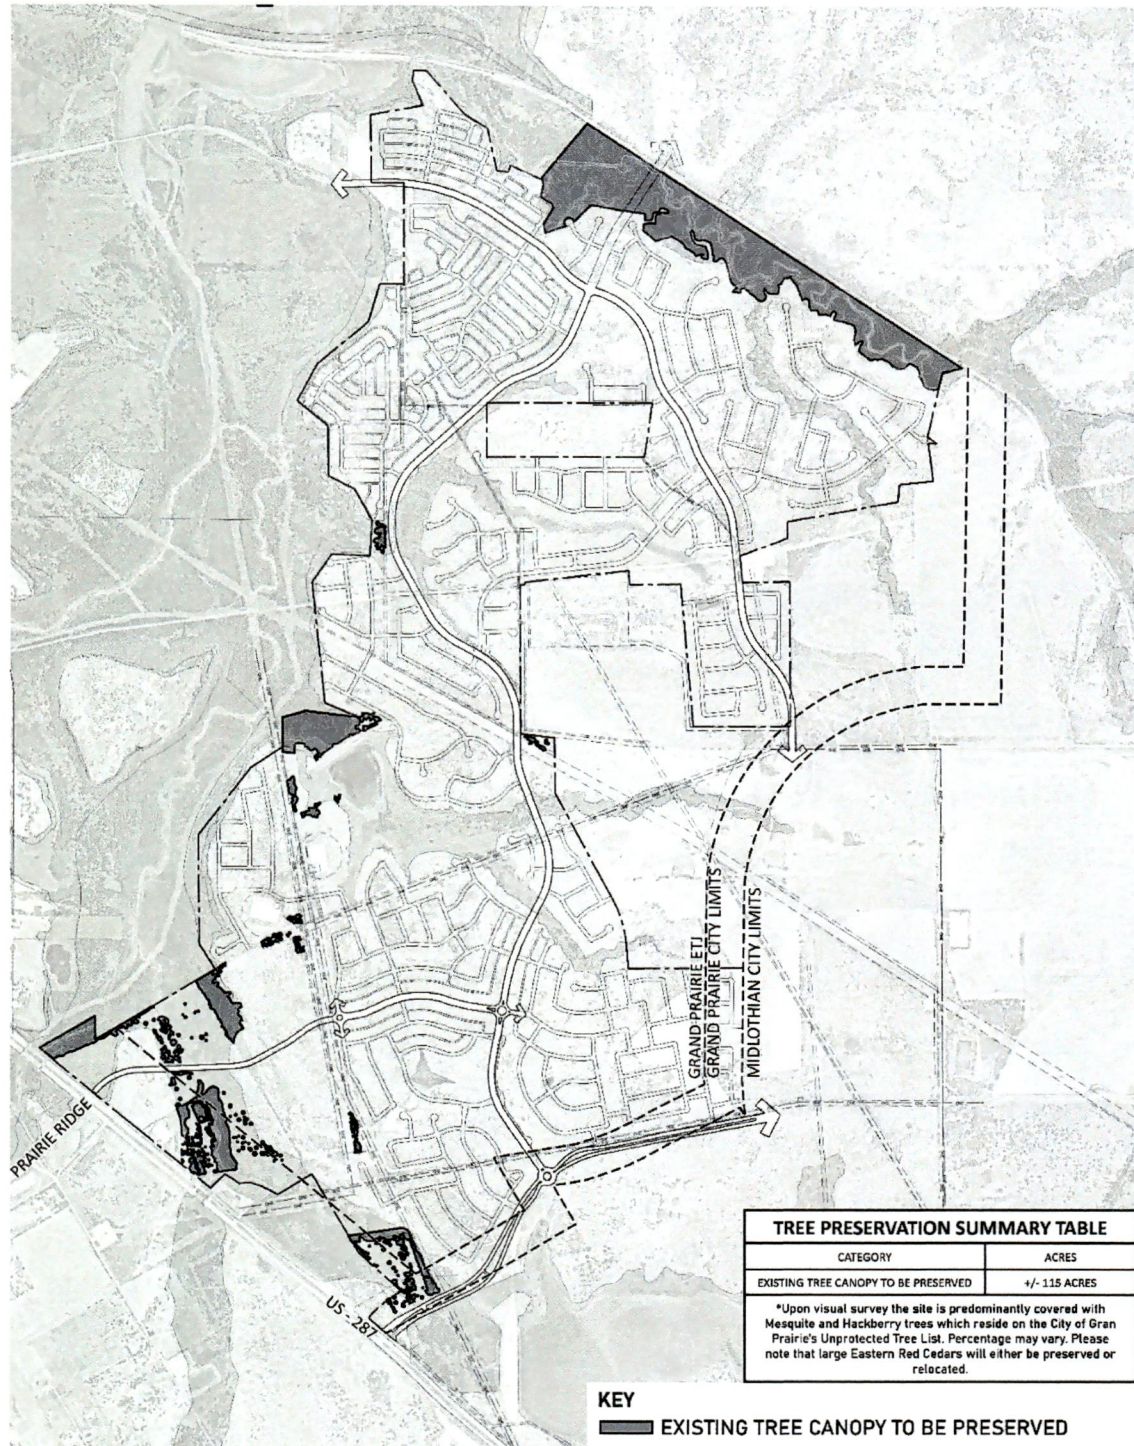 GRAND PRAIRIE ETJ
GRAND PRAIRIE CITY LIMITS
MIDLOTHIAN CITY LIMITS
PRAIRIE RIDGE
US - 287
TREE PRESERVATION SUMMARY TABLE
CATEGORY
ACRES
EXISTING TREE CANOPY TO BE PRESERVED
+/- 115 ACRES
*Upon visual survey the site is predominantly covered with
Mesquite and Hackberry trees which reside on the City of Gran
Prairie's Unprotected Tree List. Percentage may vary. Please
note that large Eastern Red Cedars will either be preserved or
relocated.
KEY
EXISTING TREE CANOPY TO BE PRESERVED